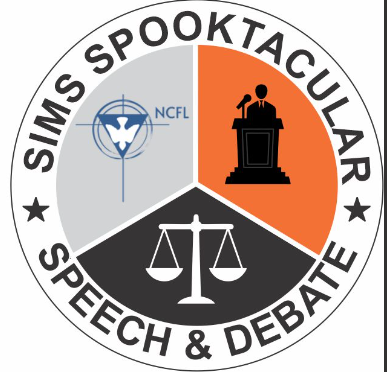 SIMS SPOOKTACULAR
NCFL
SPEECH & DEBATE